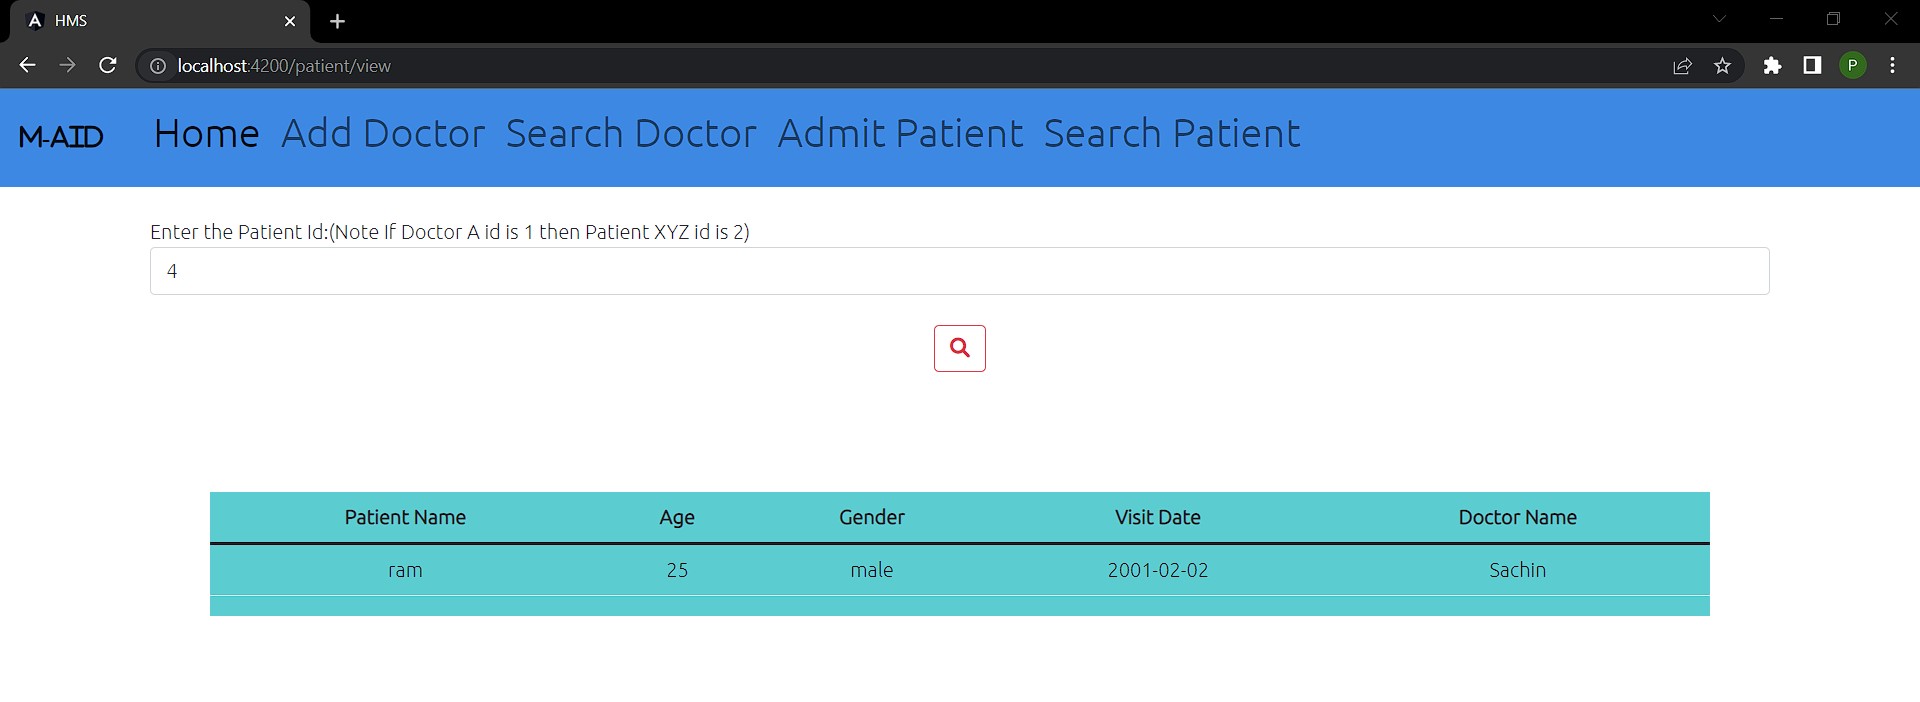 HMS
localhost:4200/patient/view
P
M-AID Home Add Doctor Search Doctor Admit Patient Search Patient
Enter the Patient Id:(Note If Doctor A id is 1 then Patient XYZ id is 2)
4
Patient Name Age Gender Visit Date Doctor Name
ram 25 male 2001-02-02 Sachin